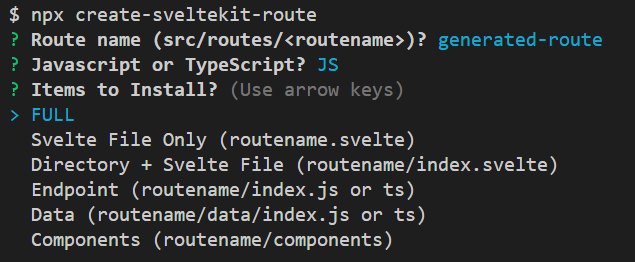 $ npx create-sveltekit-route
? Route name (src/routes/<routename>)? generated-route
? Javascript or TypeScript? JS
? Items to Install? (Use arrow keys)
> FULL
Svelte File Only (routename.svelte)
Directory + Svelte File (routename/index.svelte)
Endpoint (routename/index.js or ts)
Data (routename/data/index.js or ts)
Components (routename/components)